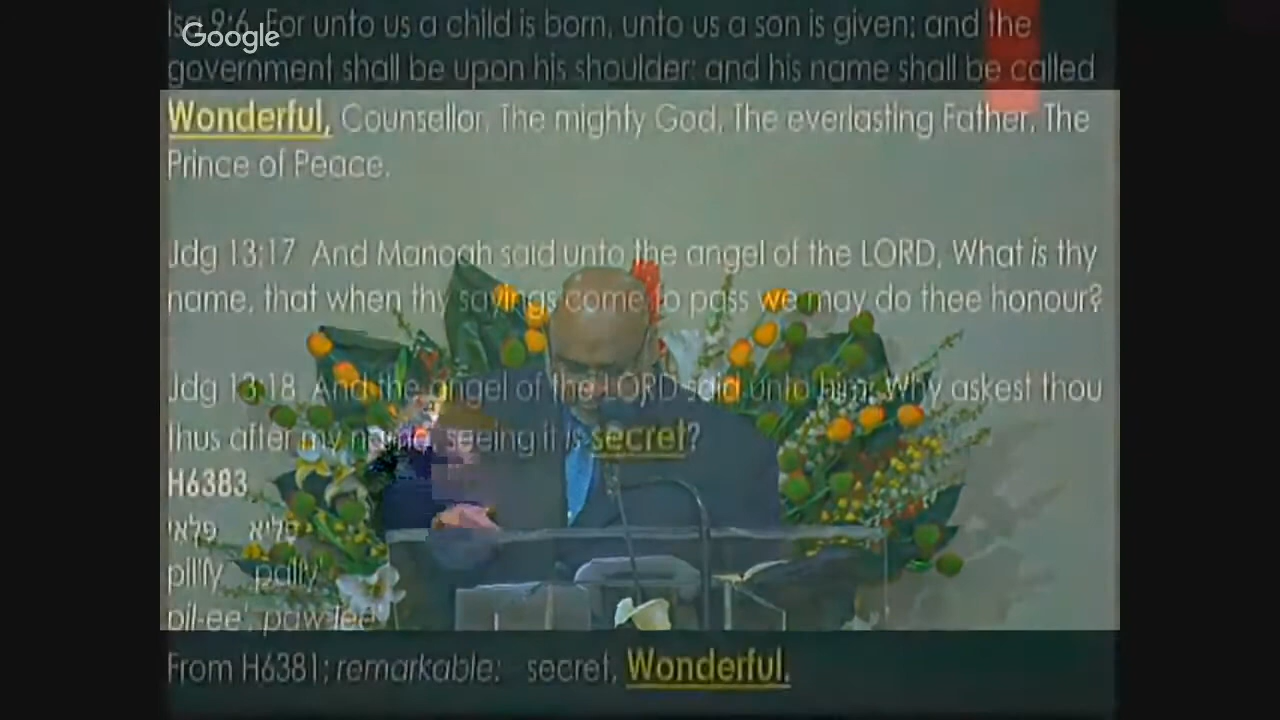 Google
Isa 9:6 For unto us a child is born, unto us a son is given: and the
government shall be upon his shoulder: and his name shall be called
Wonderful, Counsellor, The mighty God, The everlasting Father, The
Prince of Peace.
Jdg 13:17 And Manoah said unto the angel of the LORD, What is thy
name, that when thy sayings come to pass we may do thee honour?
Jdg 13:18 And the angel of the LORD said unto him, Why askest thou
thus after my name, seeing it is secret?
H6383
פליא פלאי
pil'îy pâlîy'
pil-ee', paw-lee'
From H6381; remarkable: secret, Wonderful.